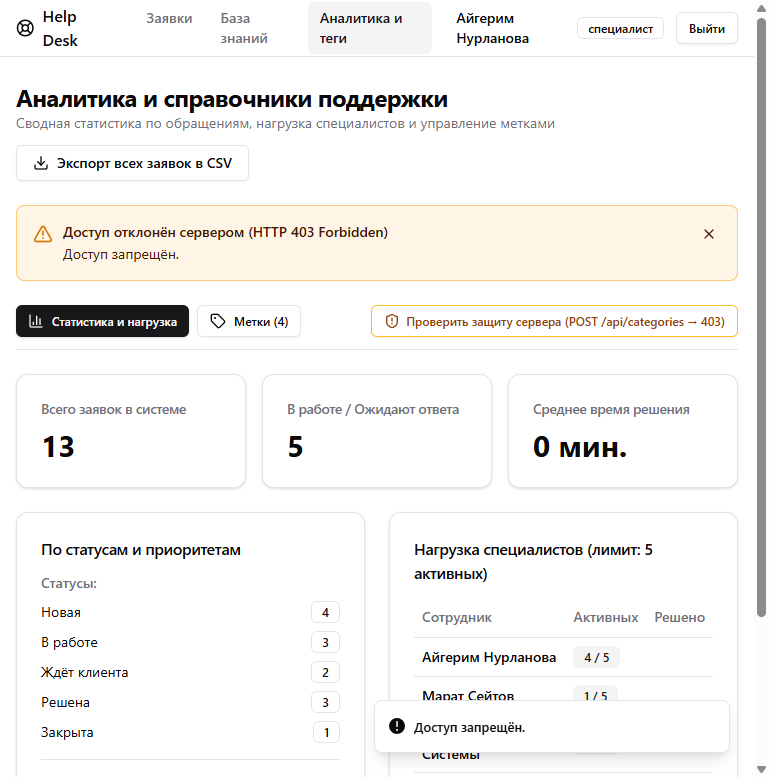 Help
Desk
Заявки
База
знаний
Аналитика и
теги
Айгерим
Нурланова
специалист
Выйти
Аналитика и справочники поддержки
Сводная статистика по обращениям, нагрузка специалистов и управление метками
Экспорт всех заявок в CSV
Доступ отклонён сервером (HTTP 403 Forbidden)
Доступ запрещён.
Статистика и нагрузка
Метки (4)
Проверить защиту сервера (POST /api/categories → 403)
Всего заявок в системе
13
В работе / Ожидают ответа
5
Среднее время решения
0 мин.
По статусам и приоритетам
Статусы:
Новая 4
В работе 3
Ждёт клиента 2
Решена 3
Закрыта 1
Нагрузка специалистов (лимит: 5
активных)
Сотрудник Активных Решено
Айгерим Нурланова 4 / 5
Марат Сейтов 1 / 5
Доступ запрещён.
Системы